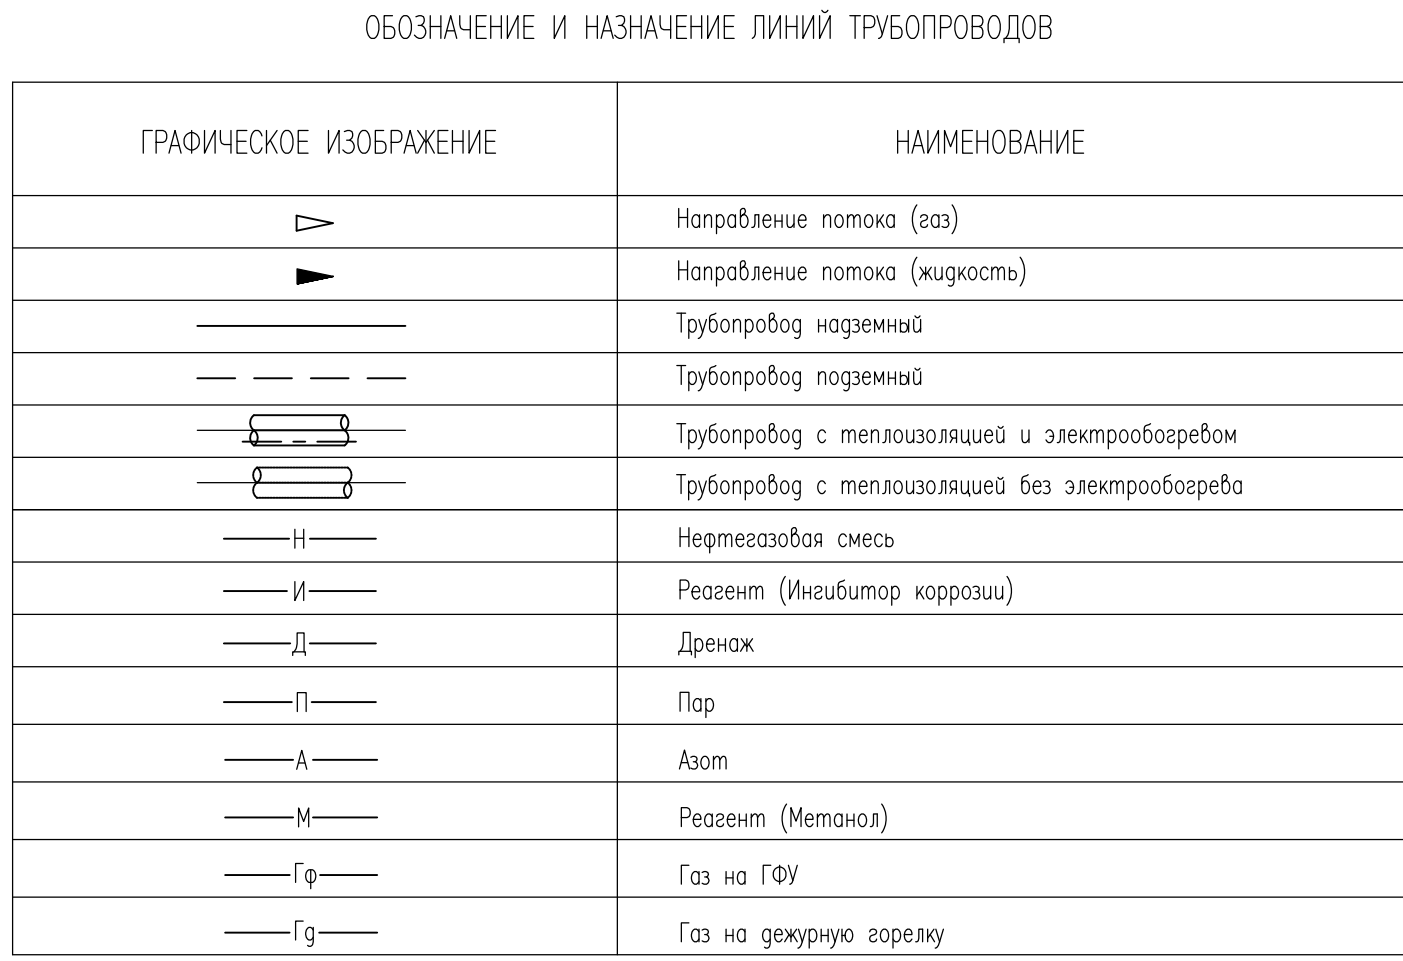 ОБОЗНАЧЕНИЕ И НАЗНАЧЕНИЕ ЛИНИЙ ТРУБОПРОВОДОВ
ГРАФИЧЕСКОЕ ИЗОБРАЖЕНИЕ НАИМЕНОВАНИЕ
Направление потока (газ)
Направление потока (жидкость)
Трубопровод надземный
Трубопровод подземный
Трубопровод с теплоизоляцией и электрообогревом
Трубопровод с теплоизоляцией без электрообогрева
Н Нефтегазовая смесь
И Реагент (Ингибитор коррозии)
Д Дренаж
П Пар
А Азот
М Реагент (Метанол)
Гф Газ на ГФУ
Гд Газ на дежурную горелку